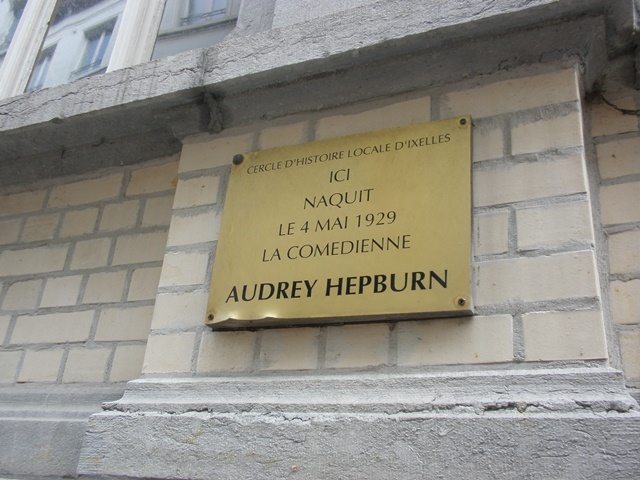 CERCLE D'HISTOIRE LOCALE D'IXELLES
ICI
NAQUIT
LE 4 MAI 1929
LA COMEDIENNE
AUDREY HEPBURN